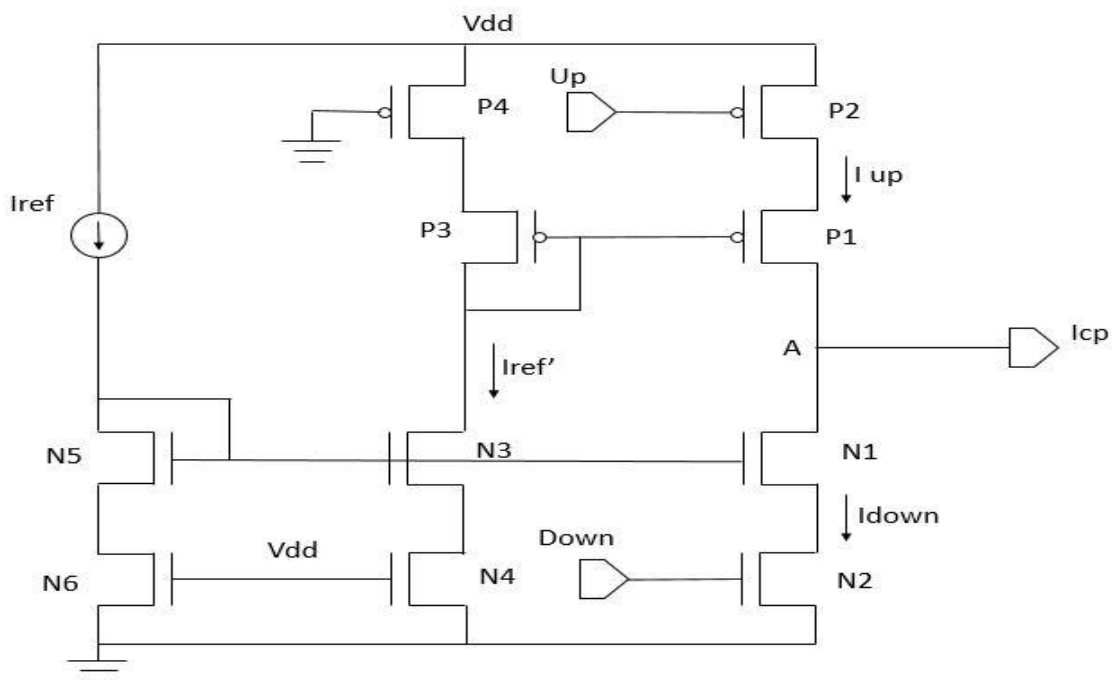 Vdd
Up
P4
P2
Iref
I up
P3
P1
A
Icp
Iref’
N5
N3
N1
Idown
Vdd
Down
N6
N4
N2